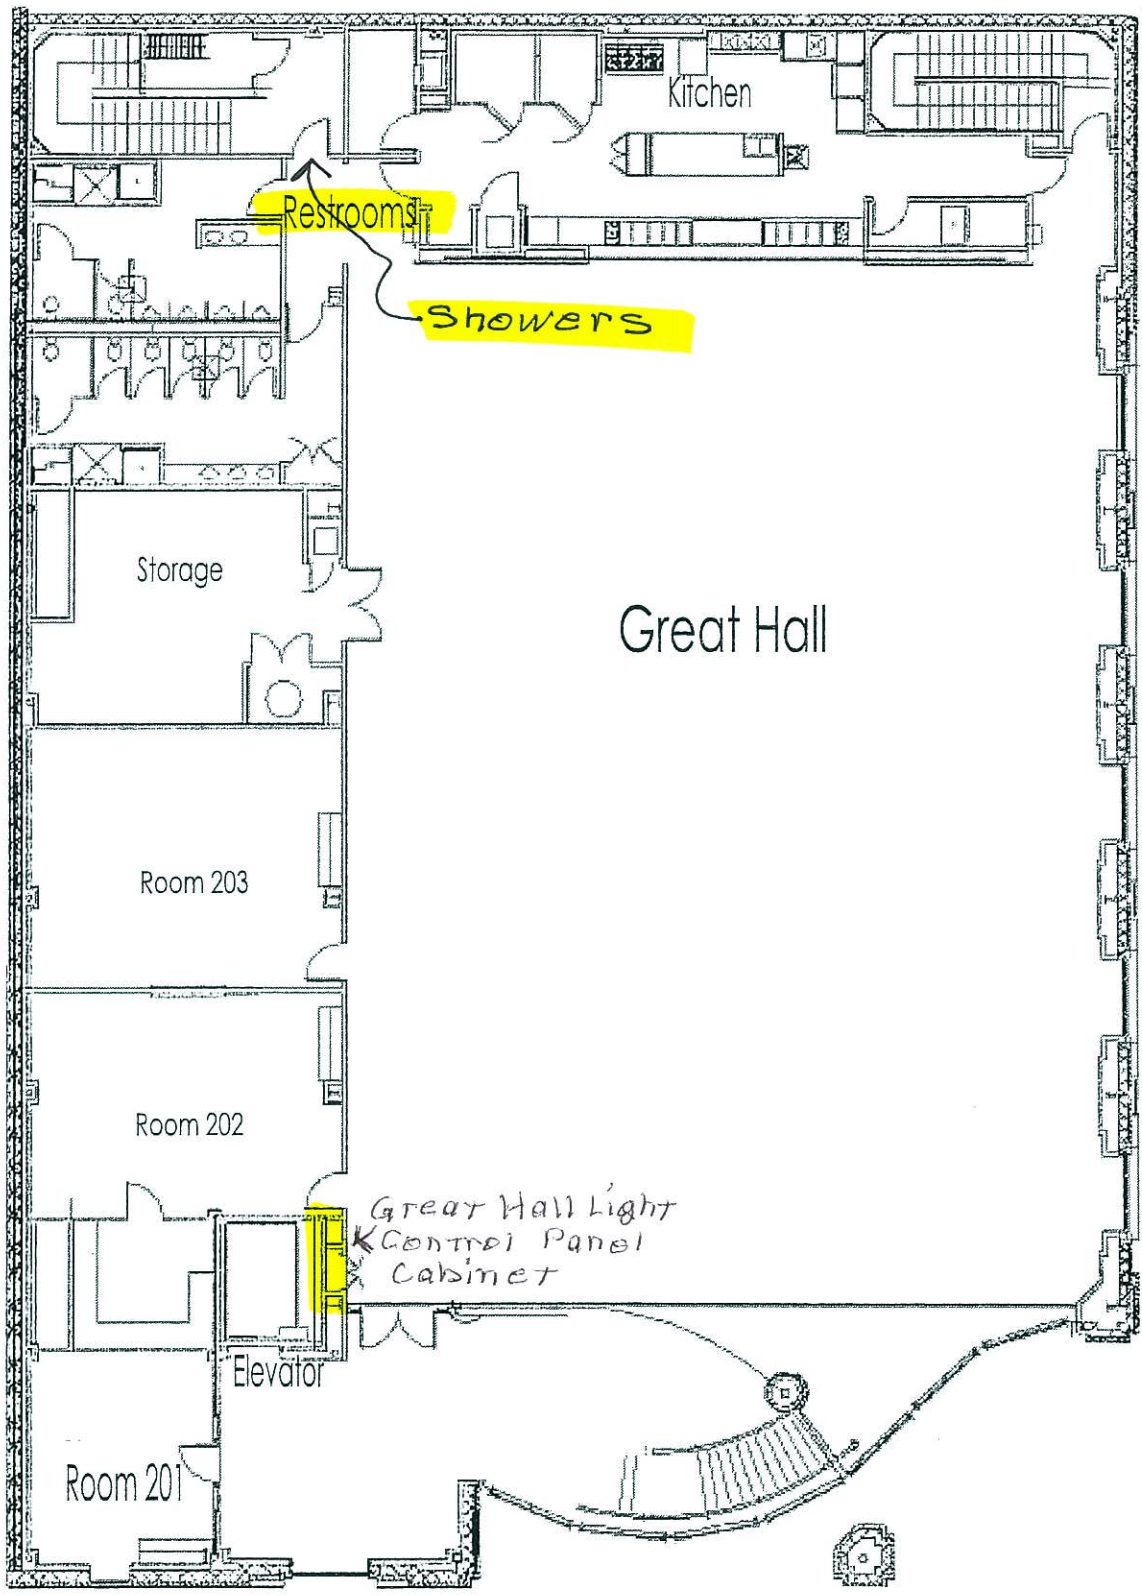 Kitchen
Restrooms
Showers
Storage
Great Hall
Room 203
Room 202
Great Hall Light
Control Panel
Cabinet
Elevator
Room 201